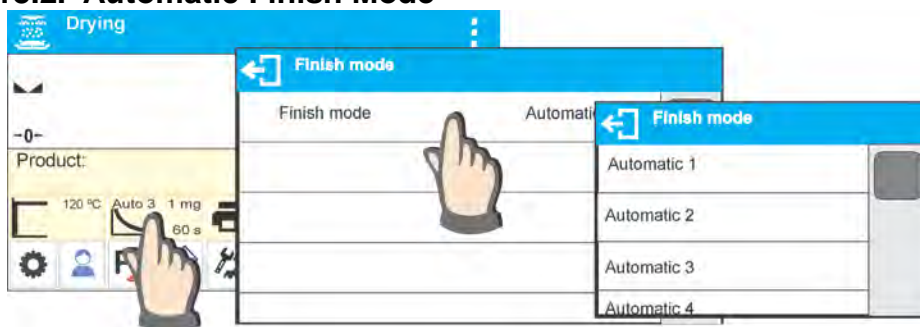 Automatic Finish Mode
Drying
-0-
Product:
120 °C
Auto 3 1 mg
60 s
Finish mode
Finish mode
Finish mode
Automatic 1
Automatic 2
Automatic 3
Automatic 4